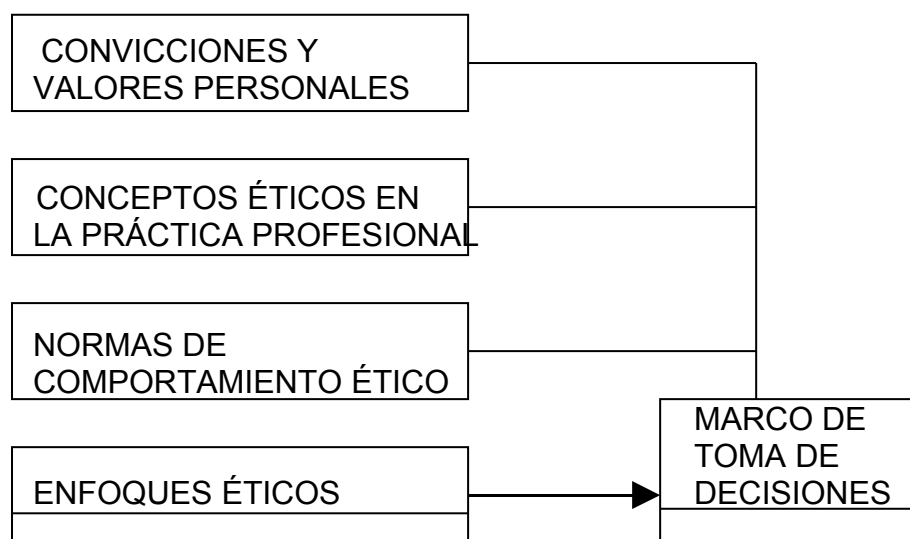 CONVICCIONES Y
VALORES PERSONALES
CONCEPTOS ÉTICOS EN
LA PRÁCTICA PROFESIONAL
NORMAS DE
COMPORTAMIENTO ÉTICO
ENFOQUES ÉTICOS
MARCO DE
TOMA DE
DECISIONES